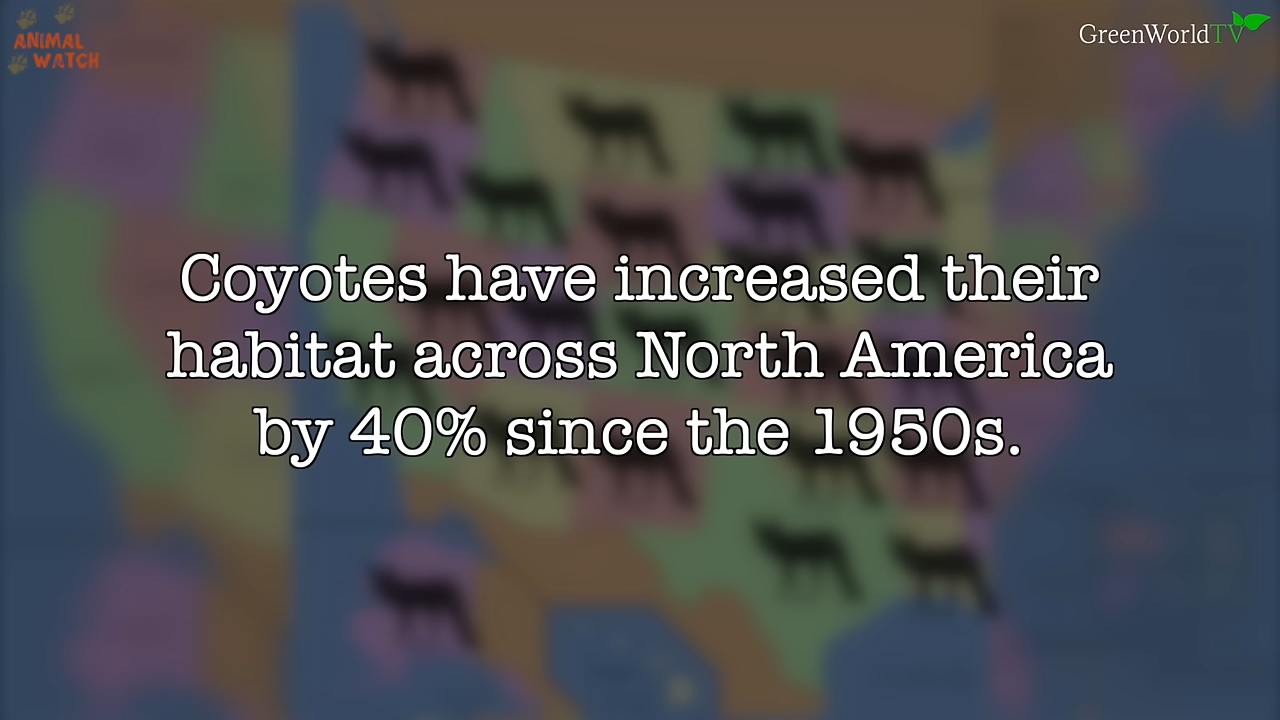 ANIMAL
WATCH
GreenWorldTV
Coyotes have increased their
habitat across North America
by 40% since the 1950s.